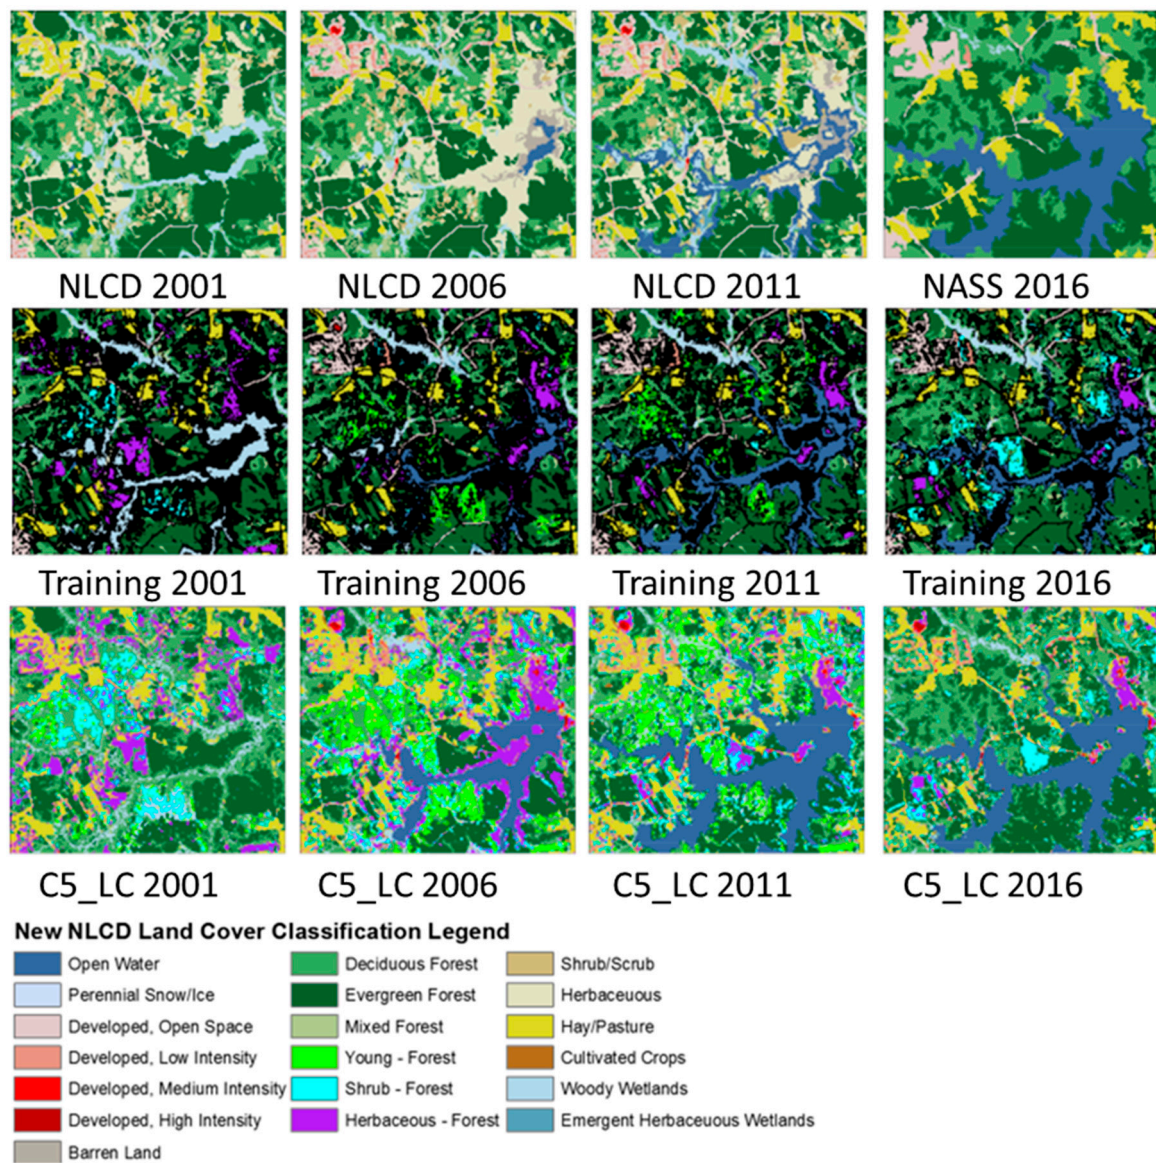 NLCD 2001 NLCD 2006 NLCD 2011 NASS 2016
Training 2001 Training 2006 Training 2011 Training 2016
C5_LC 2001 C5_LC 2006 C5_LC 2011 C5_LC 2016
New NLCD Land Cover Classification Legend
Open Water Deciduous Forest Shrub/Scrub
Perennial Snow/Ice Evergreen Forest Herbaceuous
Developed, Open Space Mixed Forest Hay/Pasture
Developed, Low Intensity Young - Forest Cultivated Crops
Developed, Medium Intensity Shrub - Forest Woody Wetlands
Developed, High Intensity Herbaceous - Forest Emergent Herbaceuous Wetlands
Barren Land